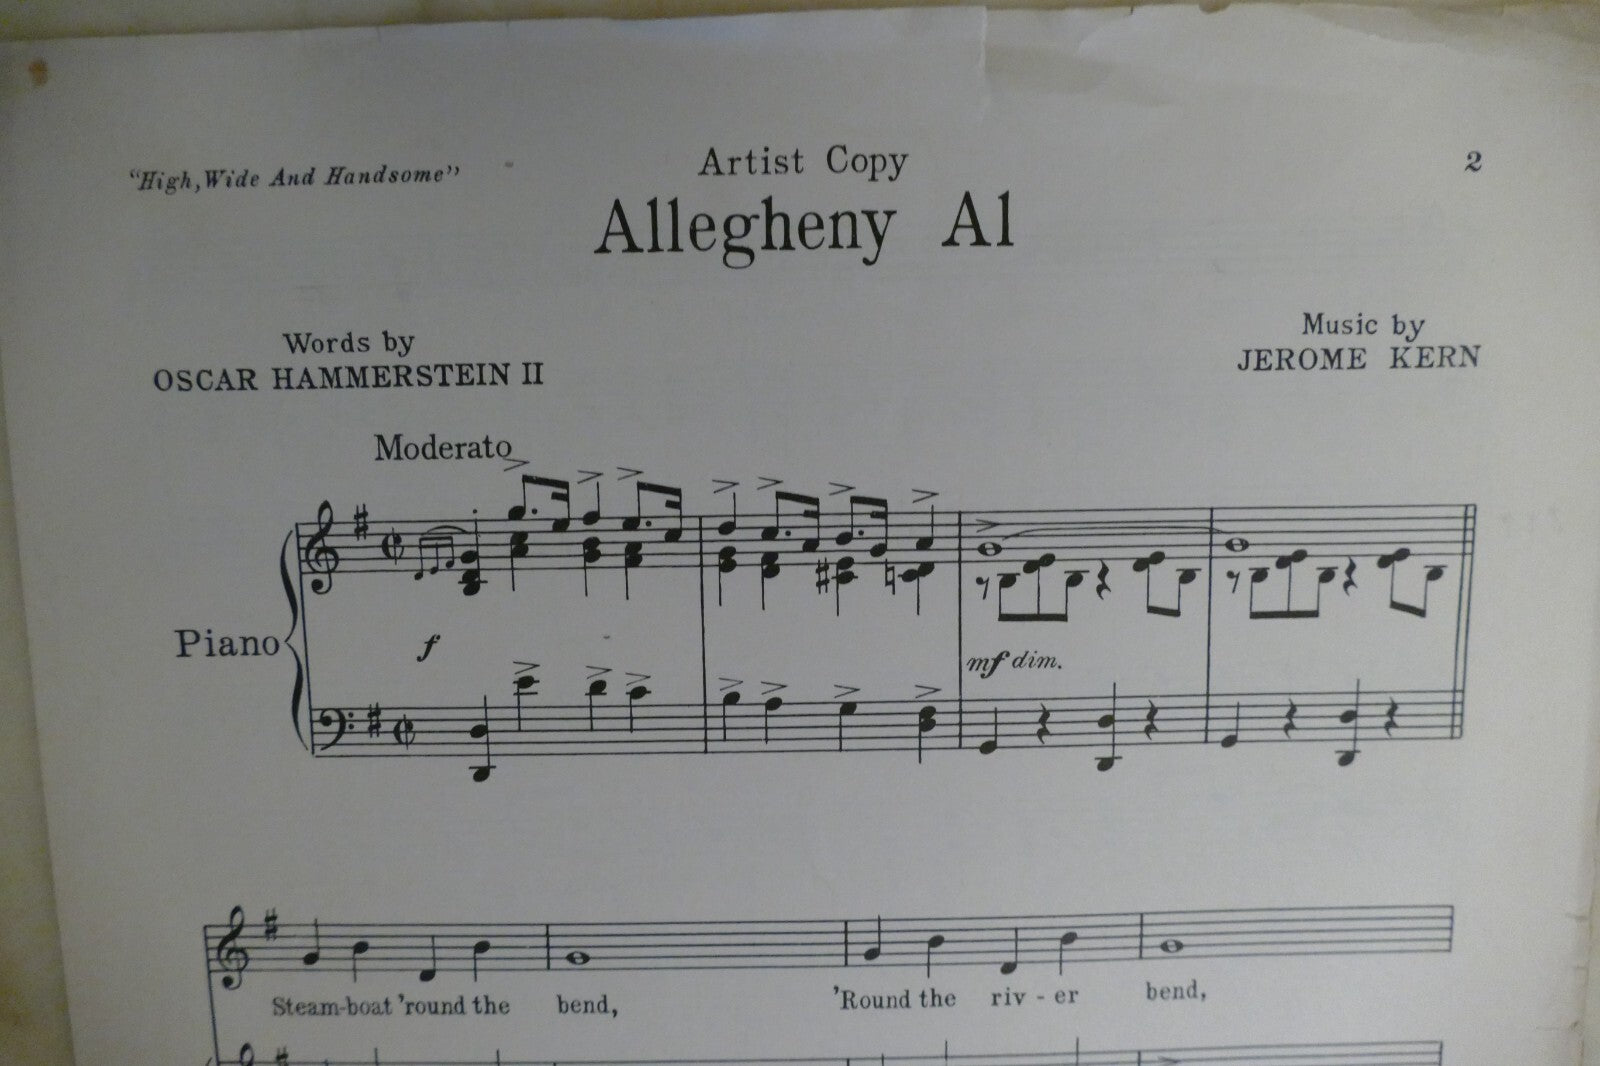 "High, Wide And Handsome"
Artist Copy
2
Allegheny Al
Words by
OSCAR HAMMERSTEIN II
Music by
JEROME KERN
Moderato
Piano
f
mf dim.
Steam-boat 'round the bend, 'Round the riv - er bend,